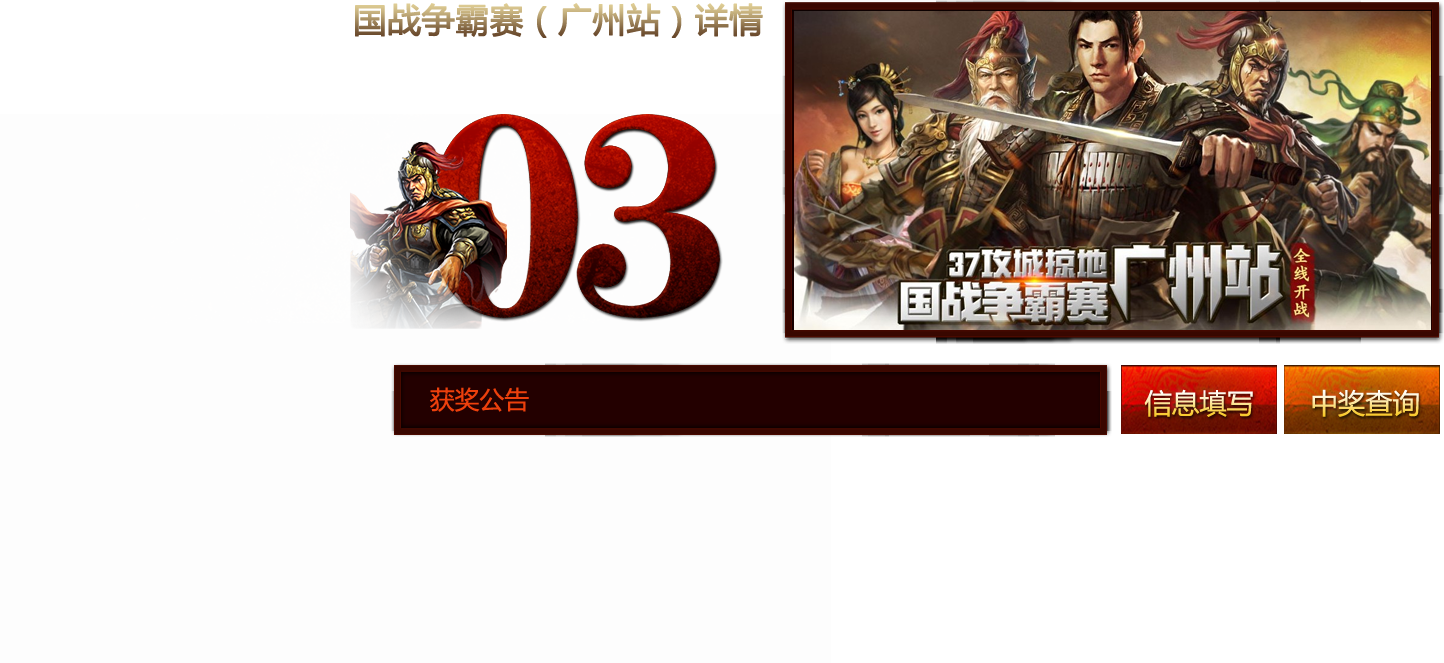 国战争霸赛（广州站）详情
03
37攻城掠地
国战争霸赛
广州站
全线开战
获奖公告
信息填写
中奖查询